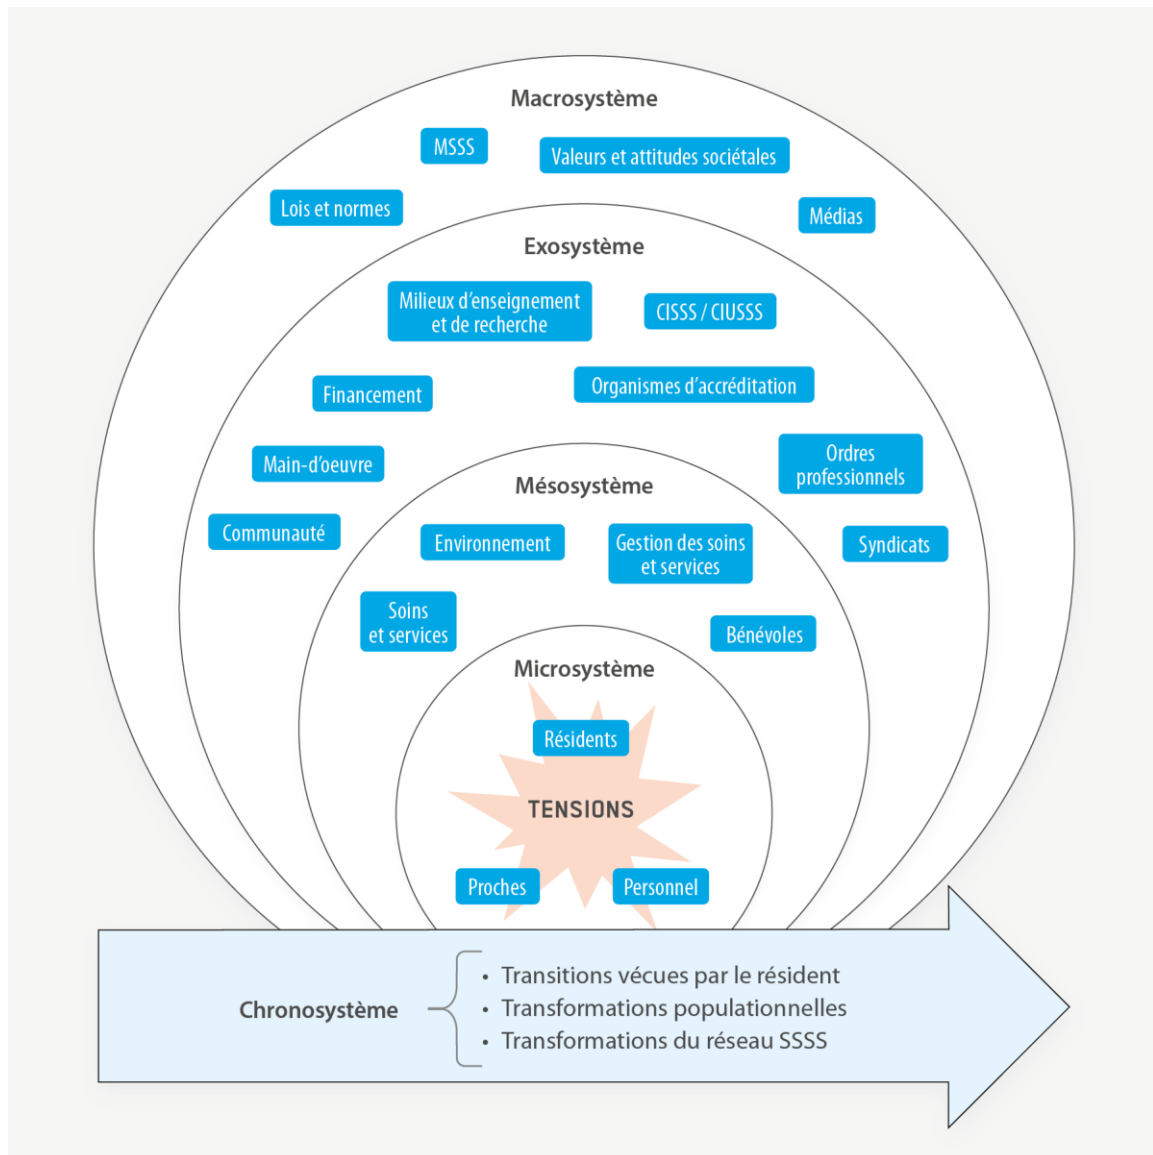 Macrosystème
MSSS
Valeurs et attitudes sociétales
Lois et normes
Médias
Exosystème
Milieux d’enseignement
et de recherche
CISSS / CIUSSS
Financement
Organismes d’accréditation
Main-d’oeuvre
Ordres
professionnels
Communauté
Syndicats
Mésosystème
Environnement
Gestion des soins
et services
Soins
et services
Bénévoles
Microsystème
Résidents
TENSIONS
Proches
Personnel
Chronosystème
• Transitions vécues par le résident
• Transformations populationnelles
• Transformations du réseau SSSS